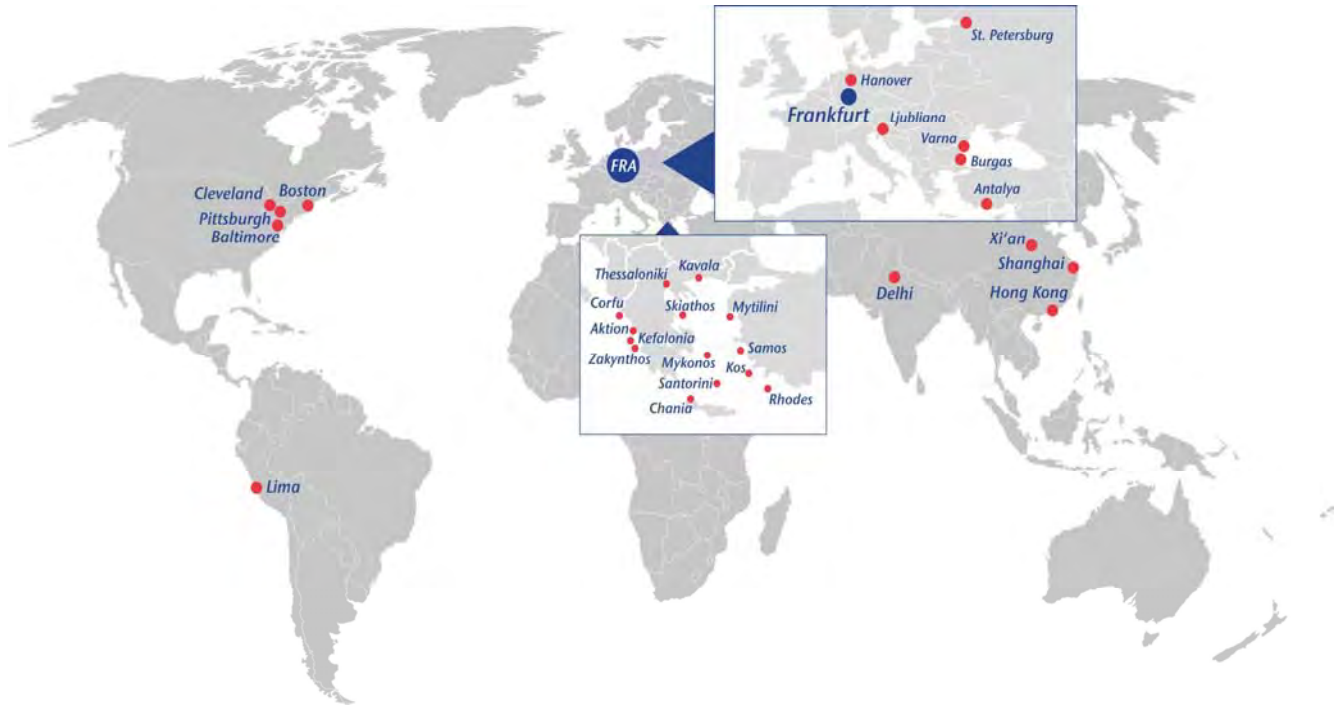 St. Petersburg
Hanover
Frankfurt
Ljubliana
Varna
Burgas
Antalya
FRA
Cleveland
Boston
Pittsburgh
Baltimore
Xi'an
Shanghai
Delhi
Hong Kong
Kavala
Thessaloniki
Corfu
Skiathos
Mytilini
Aktion
Kefalonia
Zakynthos
Mykonos
Samos
Kos
Santorini
Rhodes
Chania
Lima